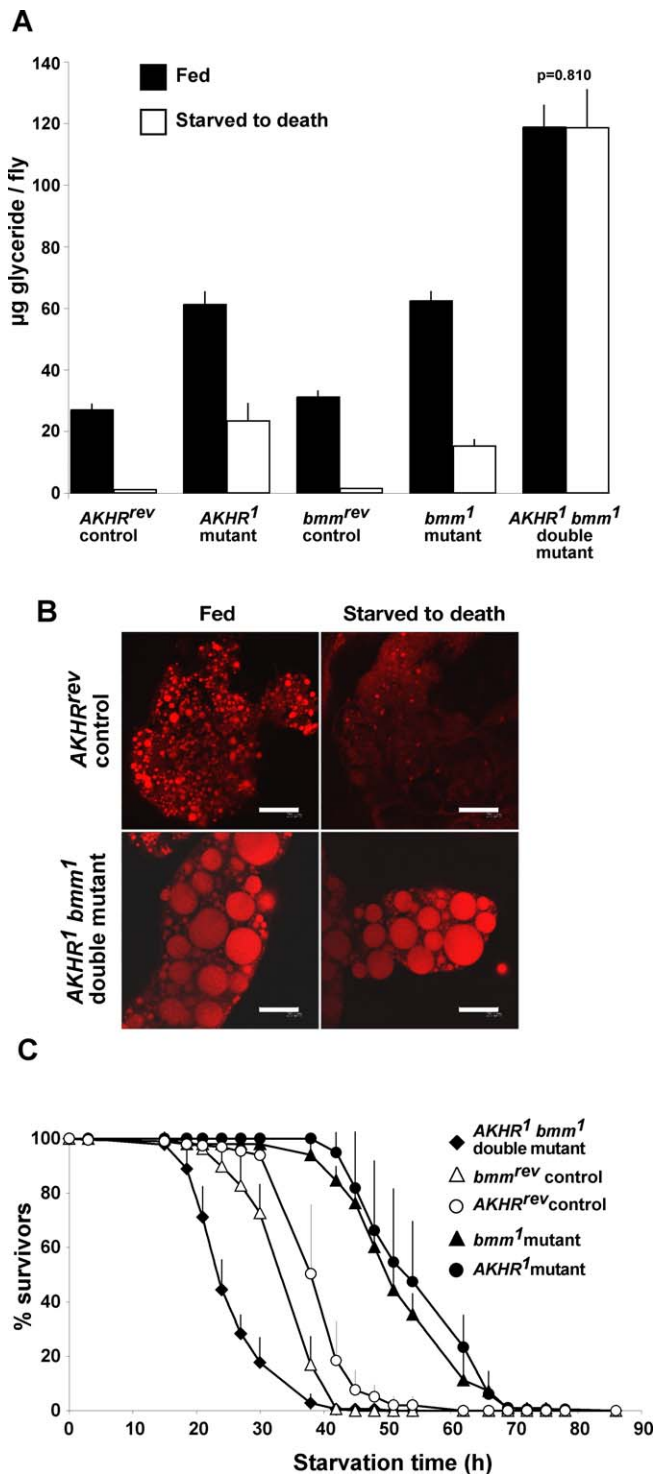 A
140
120
100
80
60
40
20
0
µg glyceride / fly
Fed
Starved to death
p=0.810
AKHRrev control
AKHR1 mutant
bmmrev control
bmm1 mutant
AKHR1 bmm1 double mutant
B
Fed
Starved to death
AKHRrev control
AKHR1 bmm1 double mutant
C
100
80
60
40
20
0
% survivors
AKHR1 bmm1
double mutant
bmmrev control
AKHRrev control
bmm1 mutant
AKHR1 mutant
0 10 20 30 40 50 60 70 80 90
Starvation time (h)